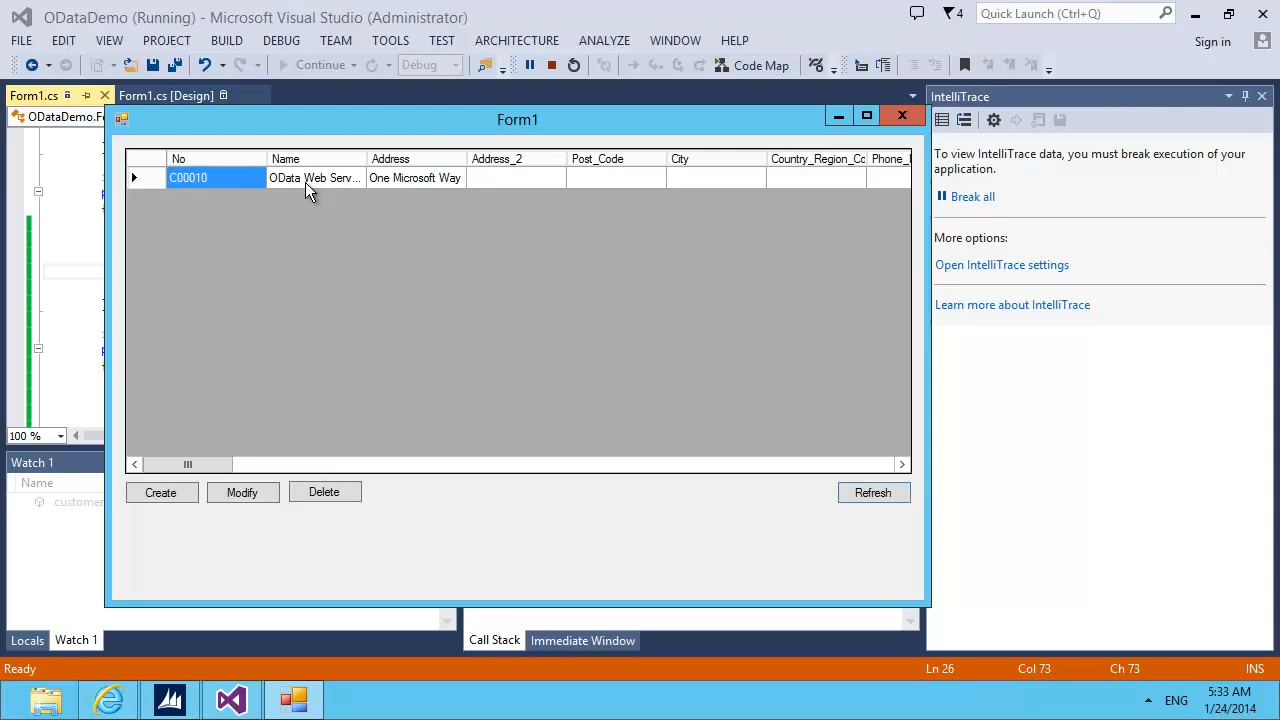 ODataDemo (Running) - Microsoft Visual Studio (Administrator)
4
Quick Launch (Ctrl+Q)
FILE EDIT VIEW PROJECT BUILD DEBUG TEAM TOOLS TEST ARCHITECTURE ANALYZE WINDOW HELP
Sign in
Continue
Debug
Code Map
Form1.cs
Form1.cs [Design]
ODataDemo.Fo
Form1
No Name Address Address_2 Post_Code City Country_Region_Co
C00010 OData Web Serv... One Microsoft Way
Create Modify Delete Refresh
IntelliTrace
To view IntelliTrace data, you must break execution of your
application.
Break all
More options:
Open IntelliTrace settings
Learn more about IntelliTrace
100 %
Watch 1
Name
customer
Locals Watch 1
Call Stack Immediate Window
Ready
Ln 26 Col 73 Ch 73 INS
ENG
5:33 AM
1/24/2014